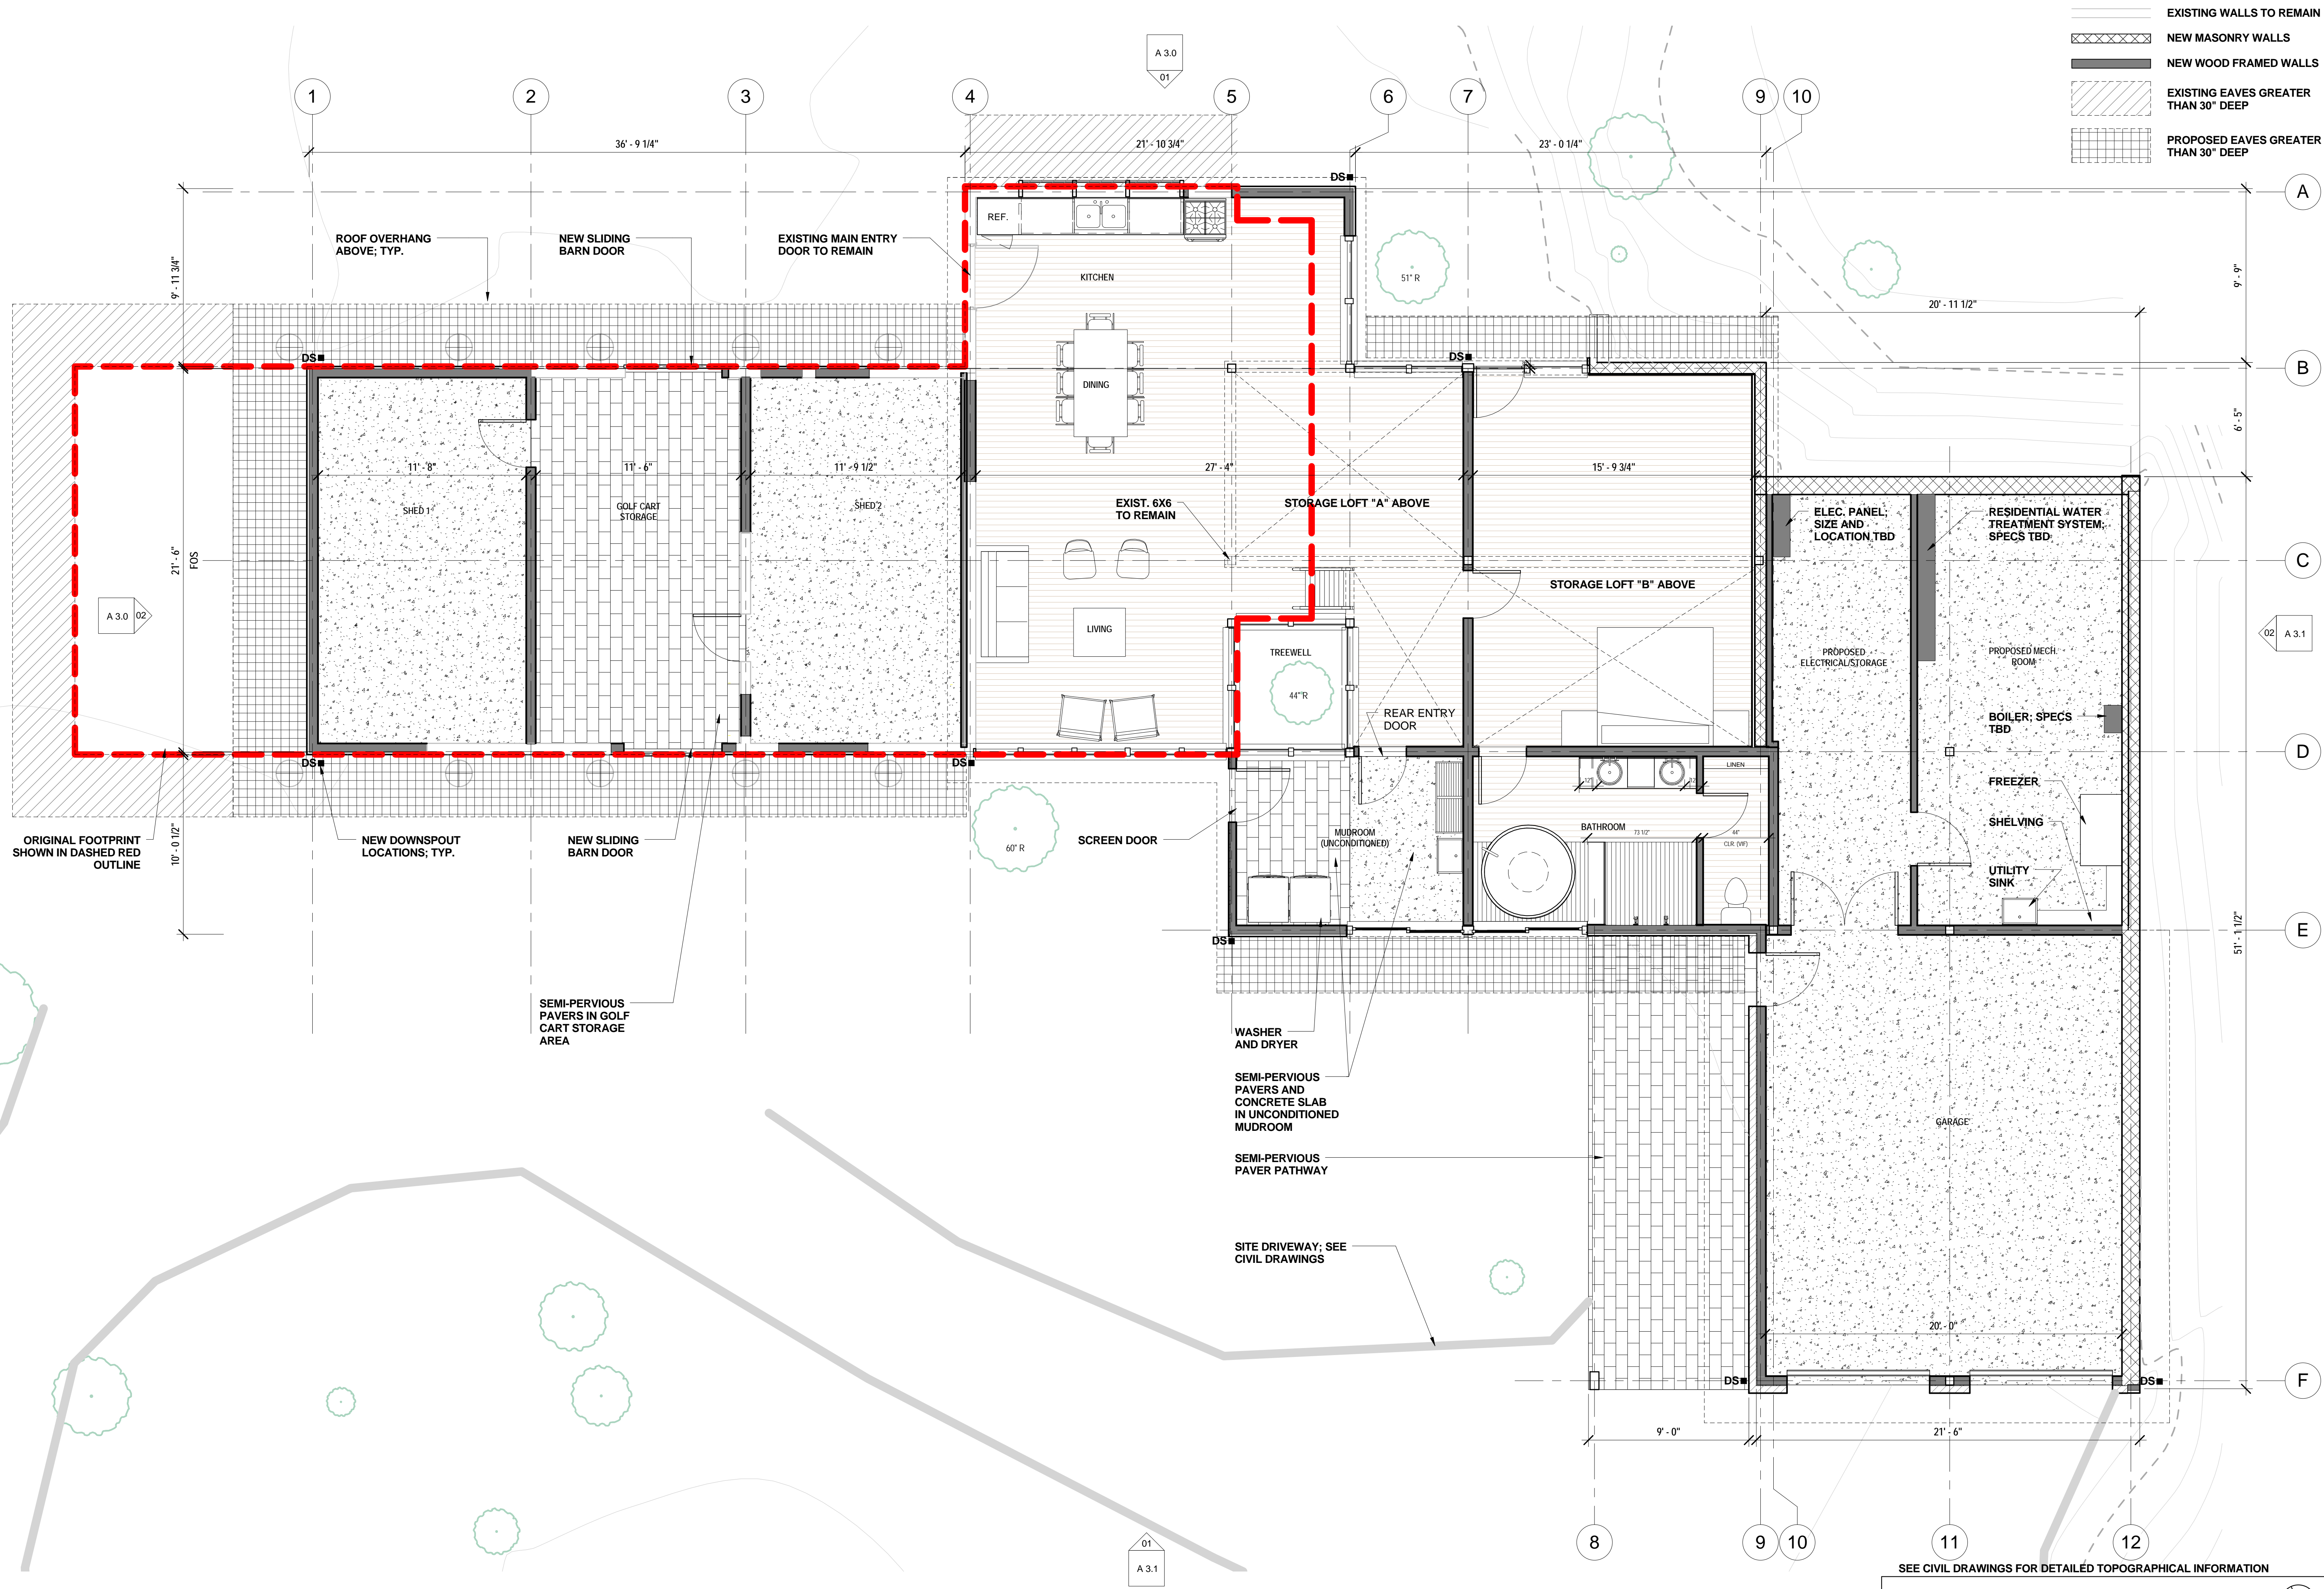 EXISTING WALLS TO REMAIN
NEW MASONRY WALLS
NEW WOOD FRAMED WALLS
EXISTING EAVES GREATER
THAN 30" DEEP
PROPOSED EAVES GREATER
THAN 30" DEEP
A 3.0
01
1
2
3
4
5
6
7
9
10
36' - 9 1/4"
21' - 10 3/4"
23' - 0 1/4"
DS
A
REF.
ROOF OVERHANG
ABOVE; TYP.
NEW SLIDING
BARN DOOR
EXISTING MAIN ENTRY
DOOR TO REMAIN
KITCHEN
51" R
9' - 11 3/4"
9' - 9"
20' - 11 1/2"
DS
DS
B
DINING
6' - 5"
11' - 8"
11' - 6"
11' - 9 1/2"
27' - 4"
15' - 9 3/4"
SHED 1
GOLF CART
STORAGE
SHED 2
EXIST. 6X6
TO REMAIN
STORAGE LOFT "A" ABOVE
ELEC. PANEL;
SIZE AND
LOCATION TBD
RESIDENTIAL WATER
TREATMENT SYSTEM;
SPECS TBD
21' - 6"
FOS
C
STORAGE LOFT "B" ABOVE
A 3.0
02
LIVING
02
A 3.1
TREEWELL
PROPOSED
ELECTRICAL/STORAGE
PROPOSED MECH.
ROOM
44"'R
REAR ENTRY
DOOR
BOILER; SPECS
TBD
D
DS
DS
LINEN
12"
12"
FREEZER
ORIGINAL FOOTPRINT
SHOWN IN DASHED RED
OUTLINE
10' - 0 1/2"
NEW DOWNSPOUT
LOCATIONS; TYP.
NEW SLIDING
BARN DOOR
60" R
SCREEN DOOR
MUDROOM
(UNCONDITIONED)
BATHROOM
73 1/2"
44"
CLR. (VIF)
SHELVING
UTILITY
SINK
DS
E
51' - 1 1/2"
SEMI-PERVIOUS
PAVERS IN GOLF
CART STORAGE
AREA
WASHER
AND DRYER
SEMI-PERVIOUS
PAVERS AND
CONCRETE SLAB
IN UNCONDITIONED
MUDROOM
GARAGE
SEMI-PERVIOUS
PAVER PATHWAY
SITE DRIVEWAY; SEE
CIVIL DRAWINGS
20' - 0"
DS
DS
F
9' - 0"
21' - 6"
8
9
10
11
12
01
A 3.1
SEE CIVIL DRAWINGS FOR DETAILED TOPOGRAPHICAL INFORMATION